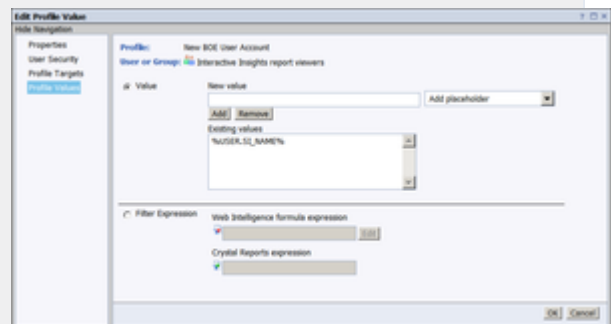 Edit Profile Value
Hide Navigation
Properties
User Security
Profile Targets
Profile Values
Profile: New BOE User Account
User or Group: Interactive Insights report viewers
Value
New value
Add placeholder
Add Remove
Existing values
%USER.SI_NAME%
Filter Expression
Web Intelligence formula expression
Edit
Crystal Reports expression
OK Cancel